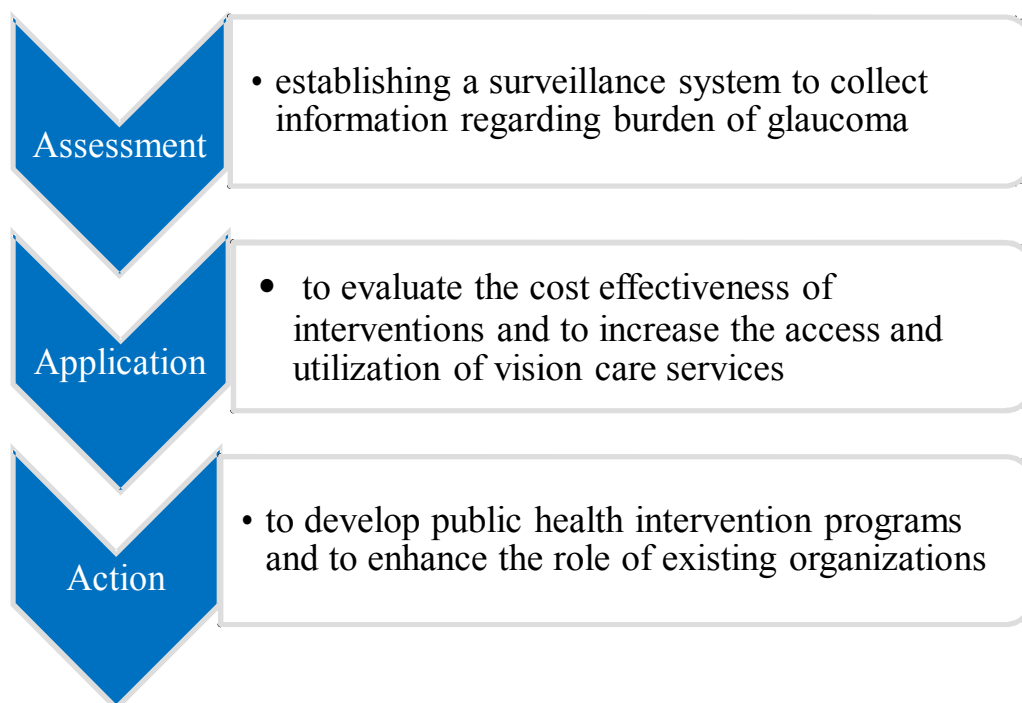 Assessment
• establishing a surveillance system to collect
information regarding burden of glaucoma
Application
• to evaluate the cost effectiveness of
interventions and to increase the access and
utilization of vision care services
Action
• to develop public health intervention programs
and to enhance the role of existing organizations